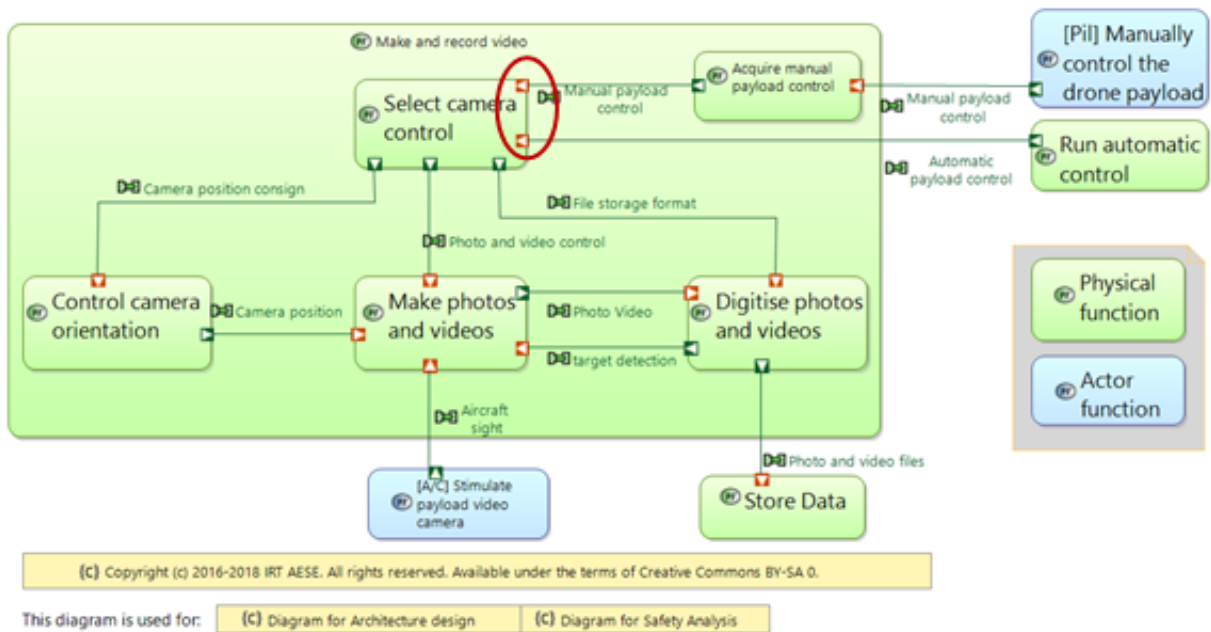 Make and record video
Select camera
control
Manual payload
control
Acquire manual
payload control
Manual payload
control
[Pil] Manually
control the
drone payload
Automatic
payload control
Run automatic
control
Camera position consign
File storage format
Photo and video control
Control camera
orientation
Camera position
Make photos
and videos
Photo Video
target detection
Digitise photos
and videos
Physical
function
Actor
function
Aircraft
sight
Photo and video files
[A/C] Stimulate
payload video
camera
Store Data
(c) Copyright (c) 2016-2018 IRT AESE. All rights reserved. Available under the terms of Creative Commons BY-SA 0.
This diagram is used for:
(c) Diagram for Architecture design
(c) Diagram for Safety Analysis